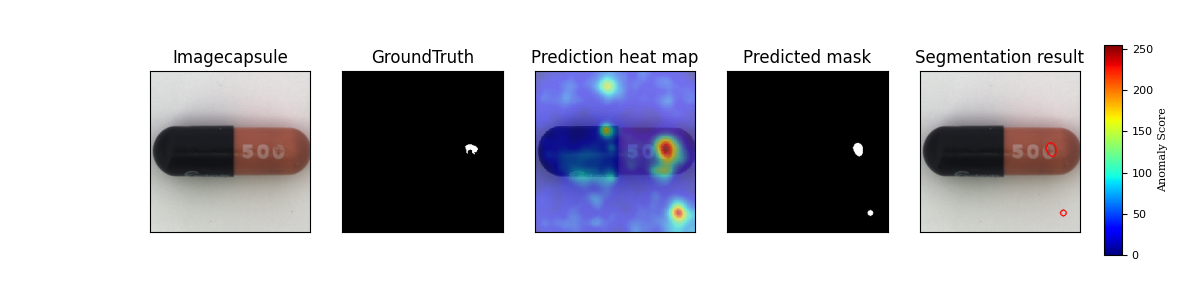 Imagecapsule
GroundTruth
Prediction heat map
Predicted mask
Segmentation result
500
500
500
250
200
150
100
50
0
Anomaly Score